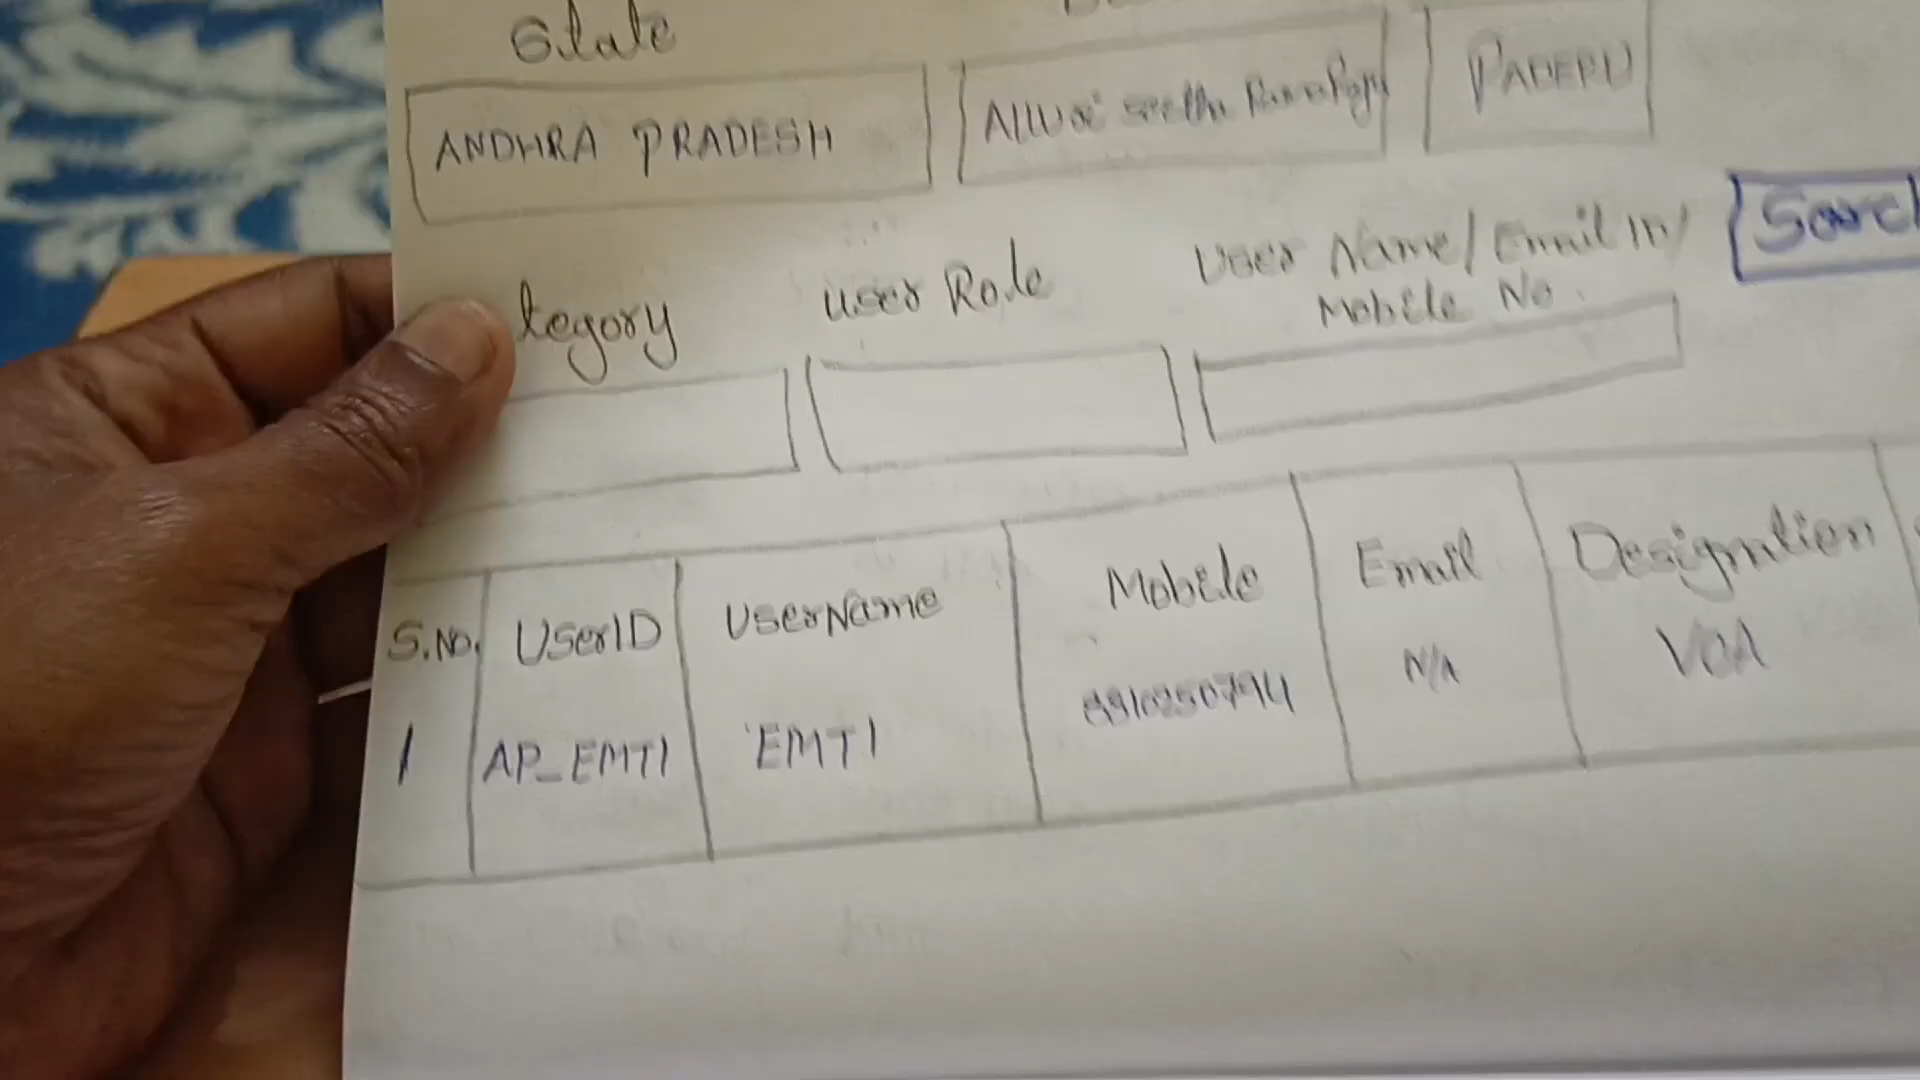 State
ANDHRA PRADESH
PADERU
tegory
User Role
User Name/Email ID/
Mobile No.
Search
S.No.
UserID
UserName
Mobile
Email
Designation
1
AP_EMT1
EMT1
N/A
VOA